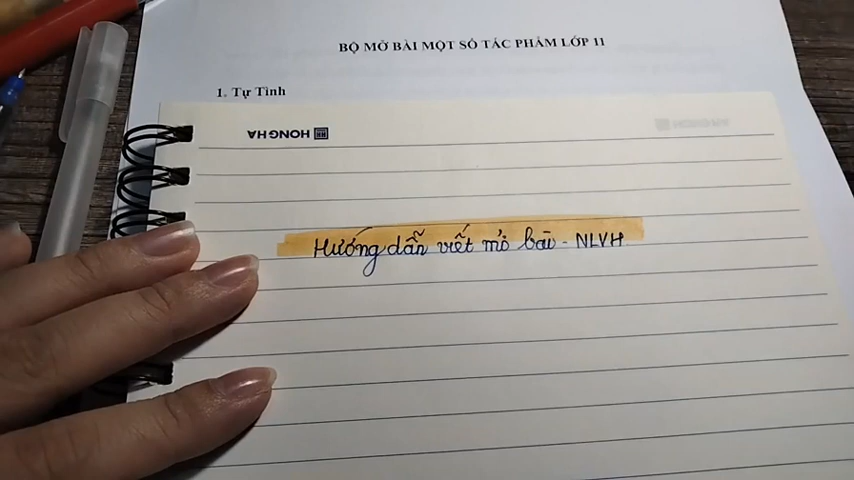 BỘ MỞ BÀI MỘT SỐ TÁC PHẨM LỚP 11
1. Tự Tình
HONG HA
Hướng dẫn viết mở bài - NLVH